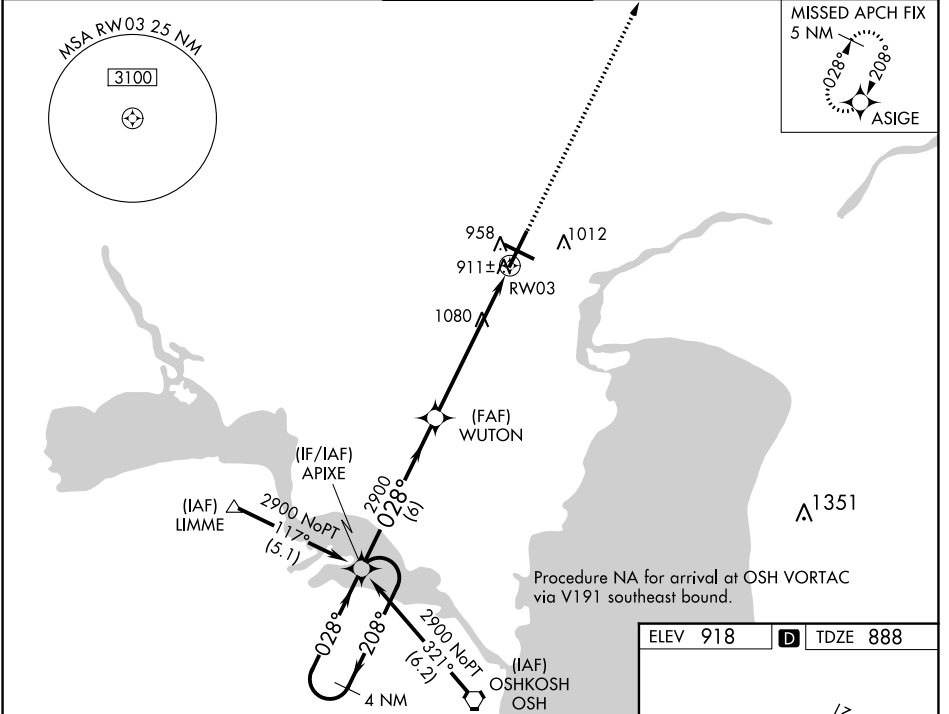 MSA RW03 25 NM
3100
MISSED APCH FIX
5 NM
028°
208°
ASIGE
958
1012
911±
RW03
1080
(FAF)
WUTON
(IF/IAF)
APIXE
2900
028°
(6)
(IAF)
LIMME
2900 NoPT
117°
(5.1)
1351
Procedure NA for arrival at OSH VORTAC
via V191 southeast bound.
028°
208°
4 NM
2900 NoPT
321°
(6.2)
(IAF)
OSHKOSH
OSH
ELEV 918 D TDZE 888